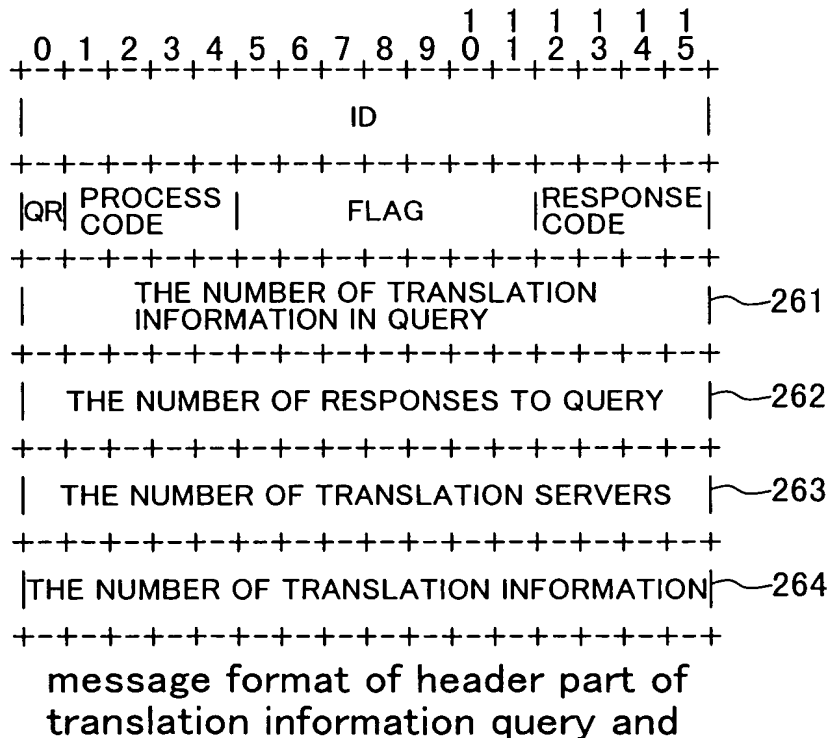 1 1 1 1 1 1
0 1 2 3 4 5 6 7 8 9 0 1 2 3 4 5
+-+-+-+-+-+-+-+-+-+-+-+-+-+-+-+-+
| ID |
+-+-+-+-+-+-+-+-+-+-+-+-+-+-+-+-+
|QR| PROCESS CODE | FLAG |RESPONSE CODE |
+-+-+-+-+-+-+-+-+-+-+-+-+-+-+-+-+
| THE NUMBER OF TRANSLATION
INFORMATION IN QUERY | 261
+-+-+-+-+-+-+-+-+-+-+-+-+-+-+-+-+
| THE NUMBER OF RESPONSES TO QUERY | 262
+-+-+-+-+-+-+-+-+-+-+-+-+-+-+-+-+
| THE NUMBER OF TRANSLATION SERVERS | 263
+-+-+-+-+-+-+-+-+-+-+-+-+-+-+-+-+
|THE NUMBER OF TRANSLATION INFORMATION| 264
+-+-+-+-+-+-+-+-+-+-+-+-+-+-+-+-+
message format of header part of
translation information query and